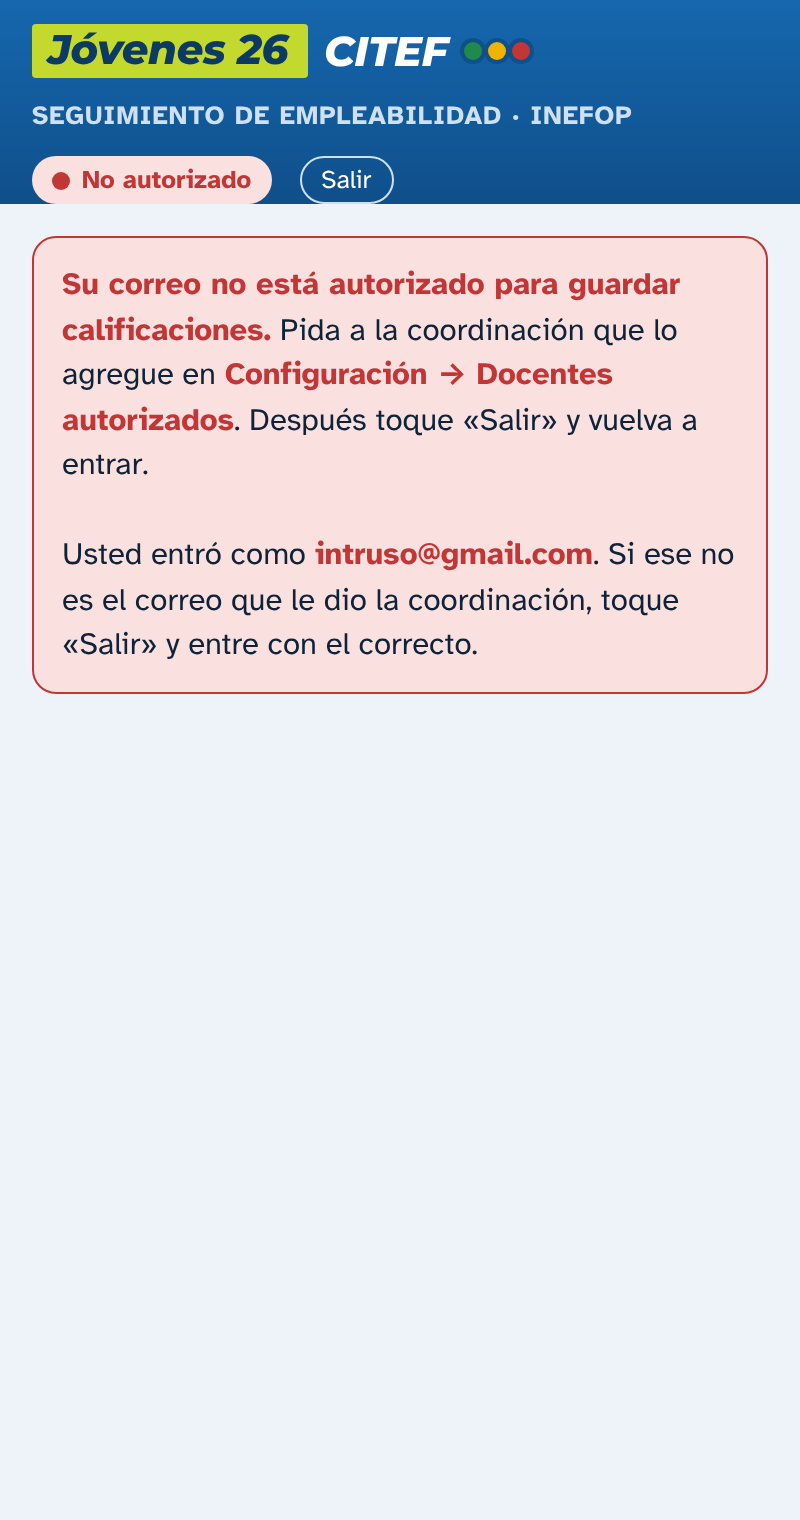 Jóvenes 26 CITEF
SEGUIMIENTO DE EMPLEABILIDAD · INEFOP
No autorizado Salir
Su correo no está autorizado para guardar
calificaciones. Pida a la coordinación que lo
agregue en Configuración → Docentes
autorizados. Después toque «Salir» y vuelva a
entrar.
Usted entró como intruso@gmail.com. Si ese no
es el correo que le dio la coordinación, toque
«Salir» y entre con el correcto.